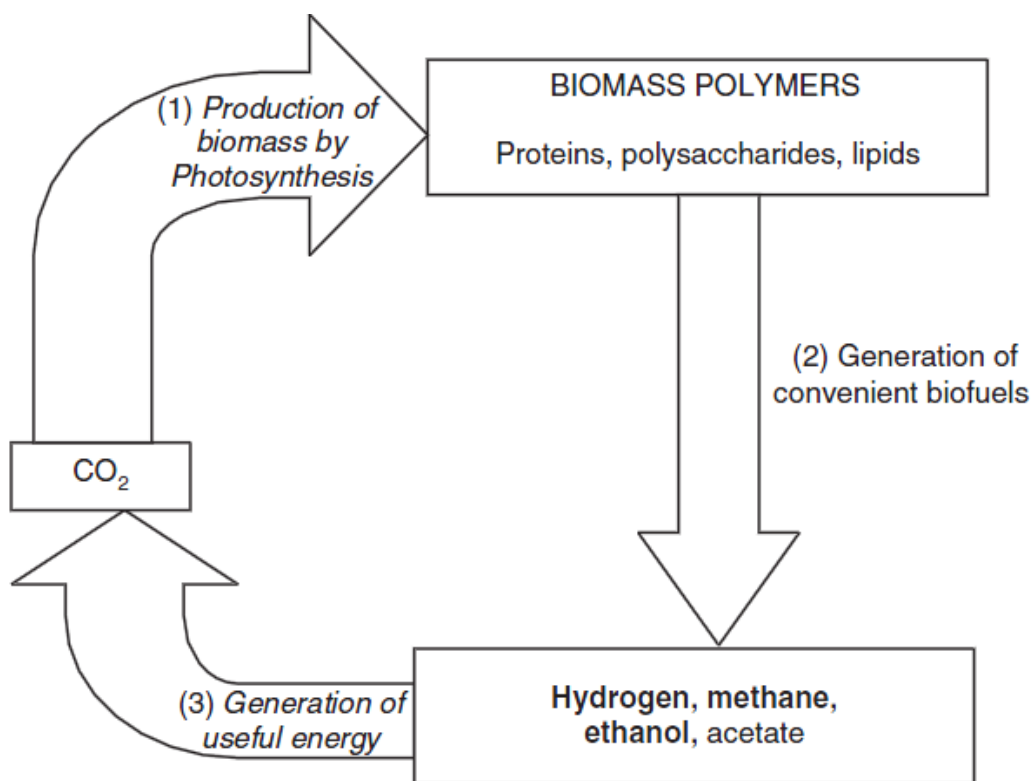 (1) Production of
biomass by
Photosynthesis
BIOMASS POLYMERS
Proteins, polysaccharides, lipids
(2) Generation of
convenient biofuels
CO₂
(3) Generation of
useful energy
Hydrogen, methane,
ethanol, acetate